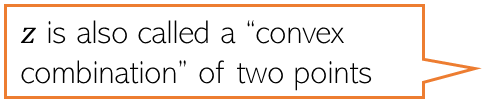 z is also called a “convex
combination” of two points